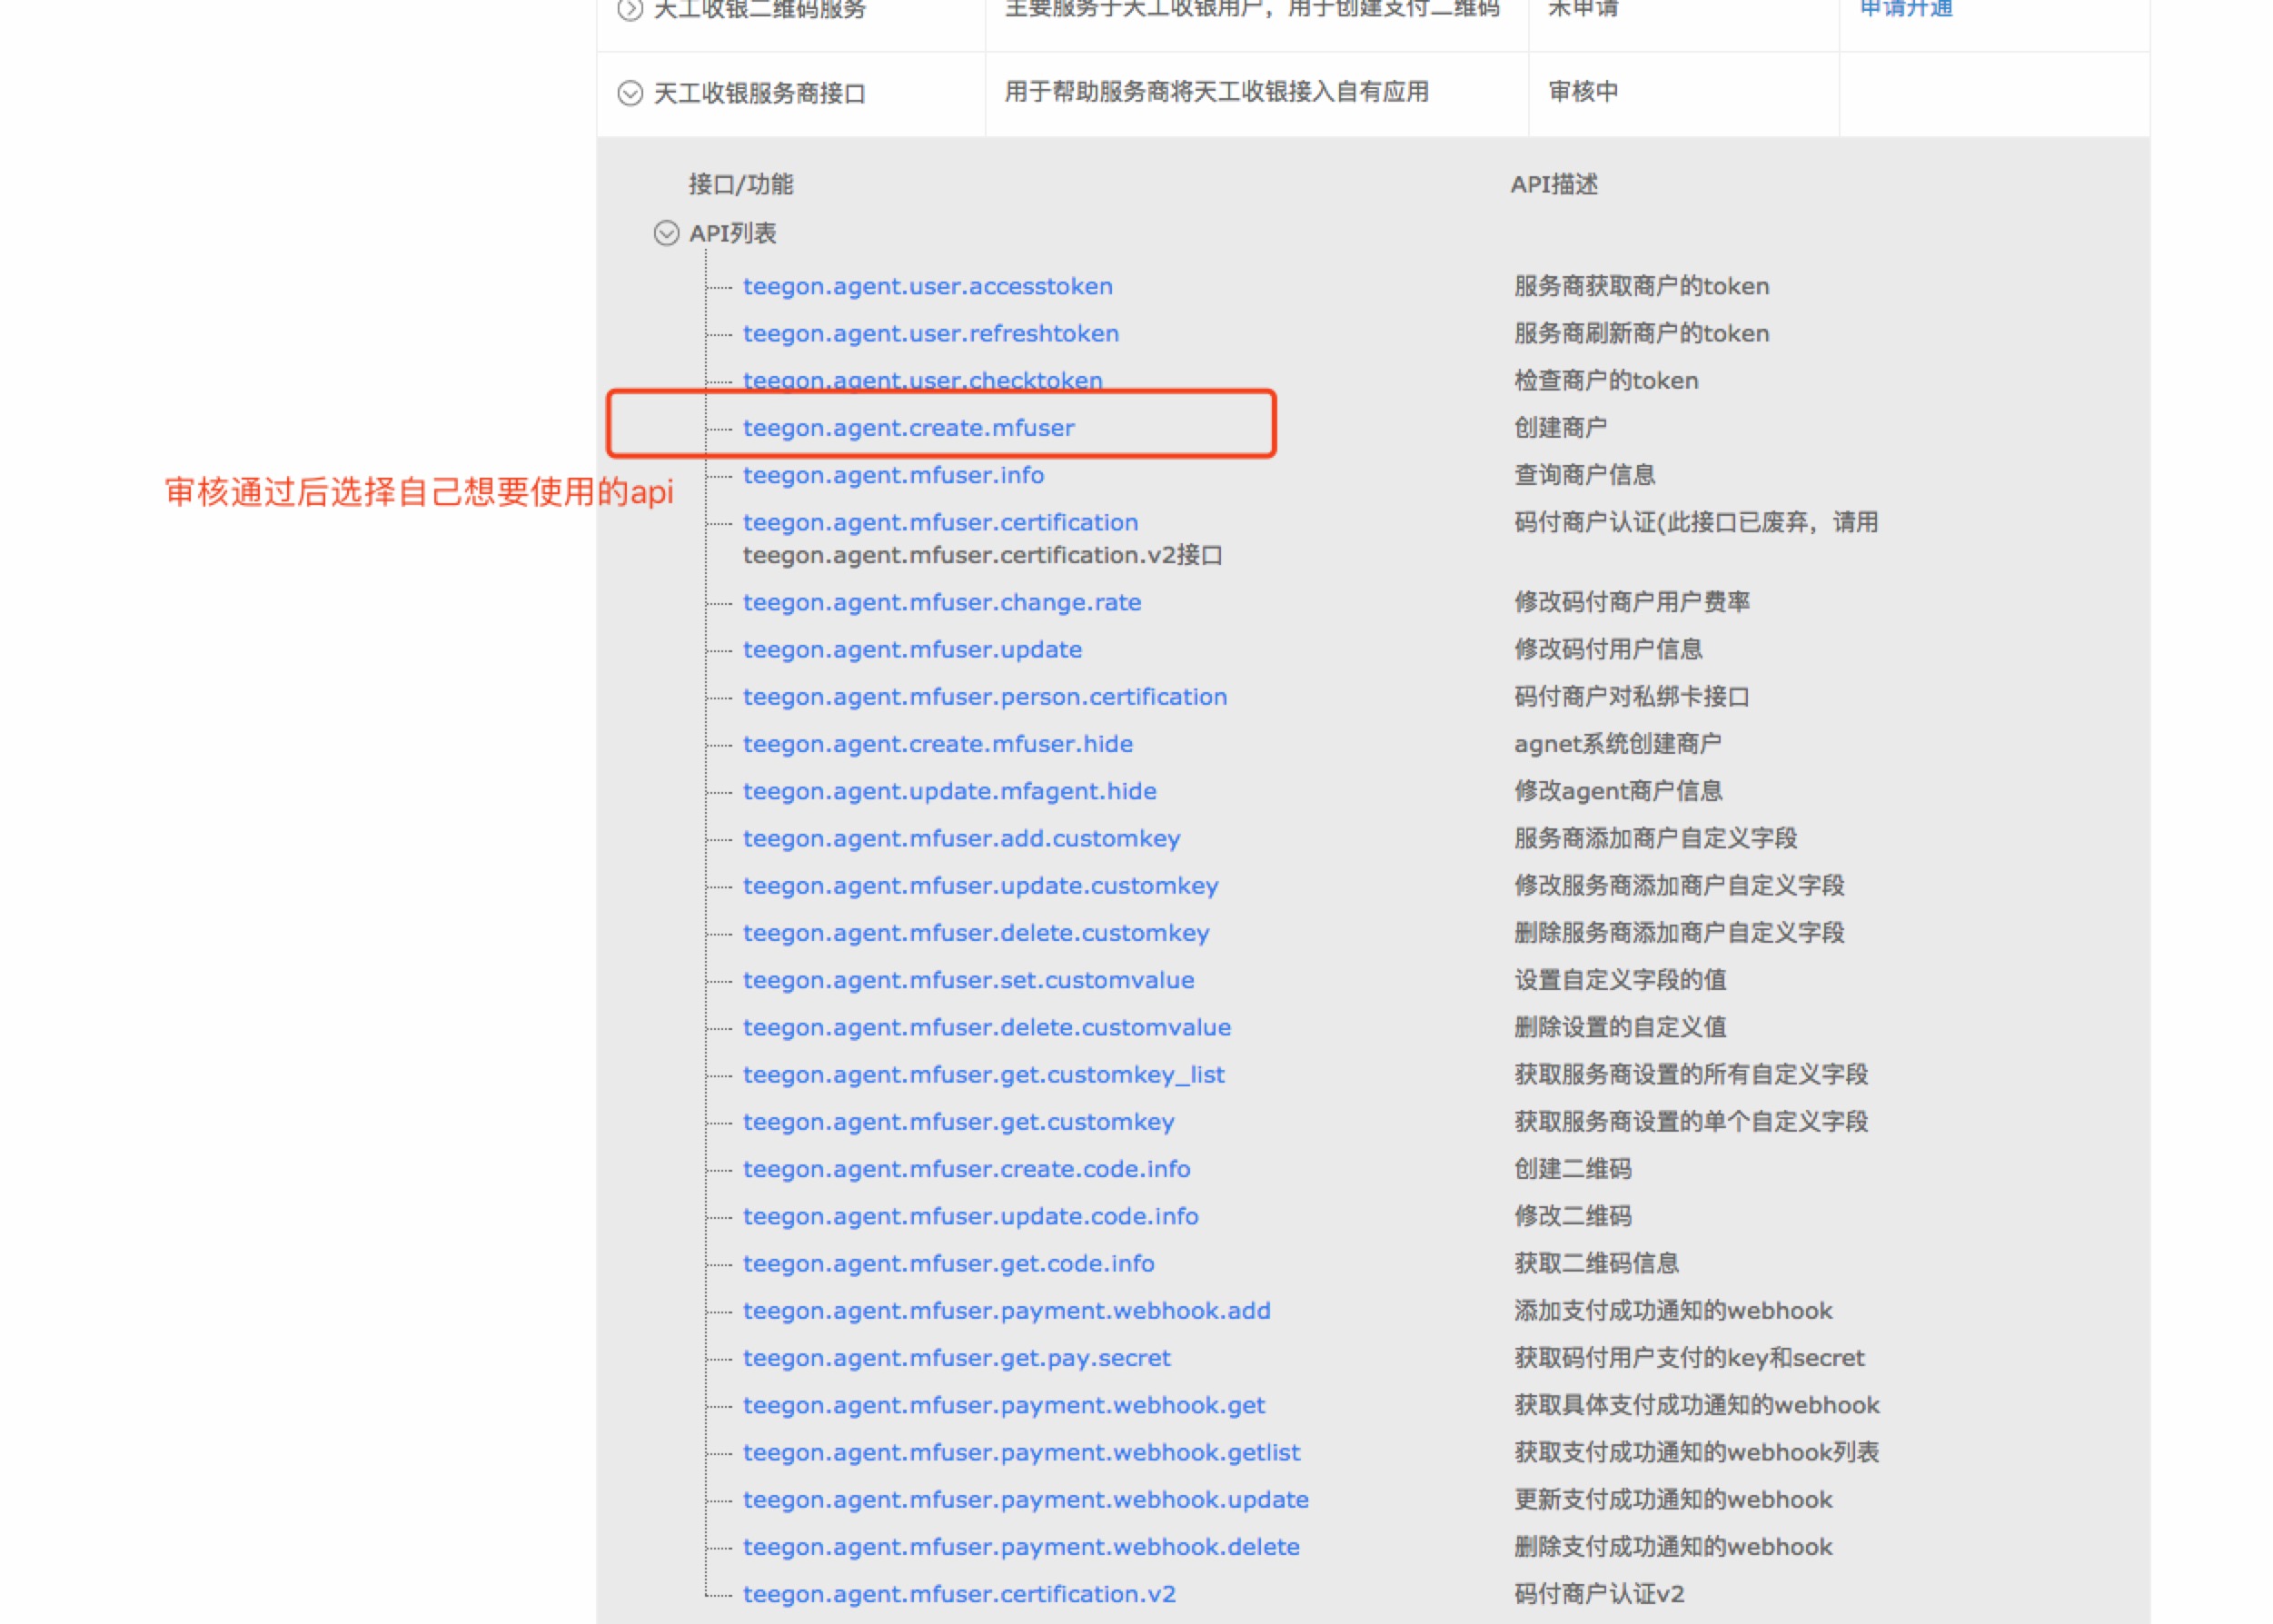 天工收银二维码服务 主要服务于天工收银用户，用于创建支付二维码 未申请 申请开通
天工收银服务商接口 用于帮助服务商将天工收银接入自有应用 审核中
接口/功能 API描述
API列表
teegon.agent.user.accesstoken 服务商获取商户的token
teegon.agent.user.refreshtoken 服务商刷新商户的token
teegon.agent.user.checktoken 检查商户的token
teegon.agent.create.mfuser 创建商户
teegon.agent.mfuser.info 查询商户信息
审核通过后选择自己想要使用的api
teegon.agent.mfuser.certification 码付商户认证(此接口已废弃，请用
teegon.agent.mfuser.certification.v2接口
teegon.agent.mfuser.change.rate 修改码付商户用户费率
teegon.agent.mfuser.update 修改码付用户信息
teegon.agent.mfuser.person.certification 码付商户对私绑卡接口
teegon.agent.create.mfuser.hide agnet系统创建商户
teegon.agent.update.mfagent.hide 修改agent商户信息
teegon.agent.mfuser.add.customkey 服务商添加商户自定义字段
teegon.agent.mfuser.update.customkey 修改服务商添加商户自定义字段
teegon.agent.mfuser.delete.customkey 删除服务商添加商户自定义字段
teegon.agent.mfuser.set.customvalue 设置自定义字段的值
teegon.agent.mfuser.delete.customvalue 删除设置的自定义值
teegon.agent.mfuser.get.customkey_list 获取服务商设置的所有自定义字段
teegon.agent.mfuser.get.customkey 获取服务商设置的单个自定义字段
teegon.agent.mfuser.create.code.info 创建二维码
teegon.agent.mfuser.update.code.info 修改二维码
teegon.agent.mfuser.get.code.info 获取二维码信息
teegon.agent.mfuser.payment.webhook.add 添加支付成功通知的webhook
teegon.agent.mfuser.get.pay.secret 获取码付用户支付的key和secret
teegon.agent.mfuser.payment.webhook.get 获取具体支付成功通知的webhook
teegon.agent.mfuser.payment.webhook.getlist 获取支付成功通知的webhook列表
teegon.agent.mfuser.payment.webhook.update 更新支付成功通知的webhook
teegon.agent.mfuser.payment.webhook.delete 删除支付成功通知的webhook
teegon.agent.mfuser.certification.v2 码付商户认证v2